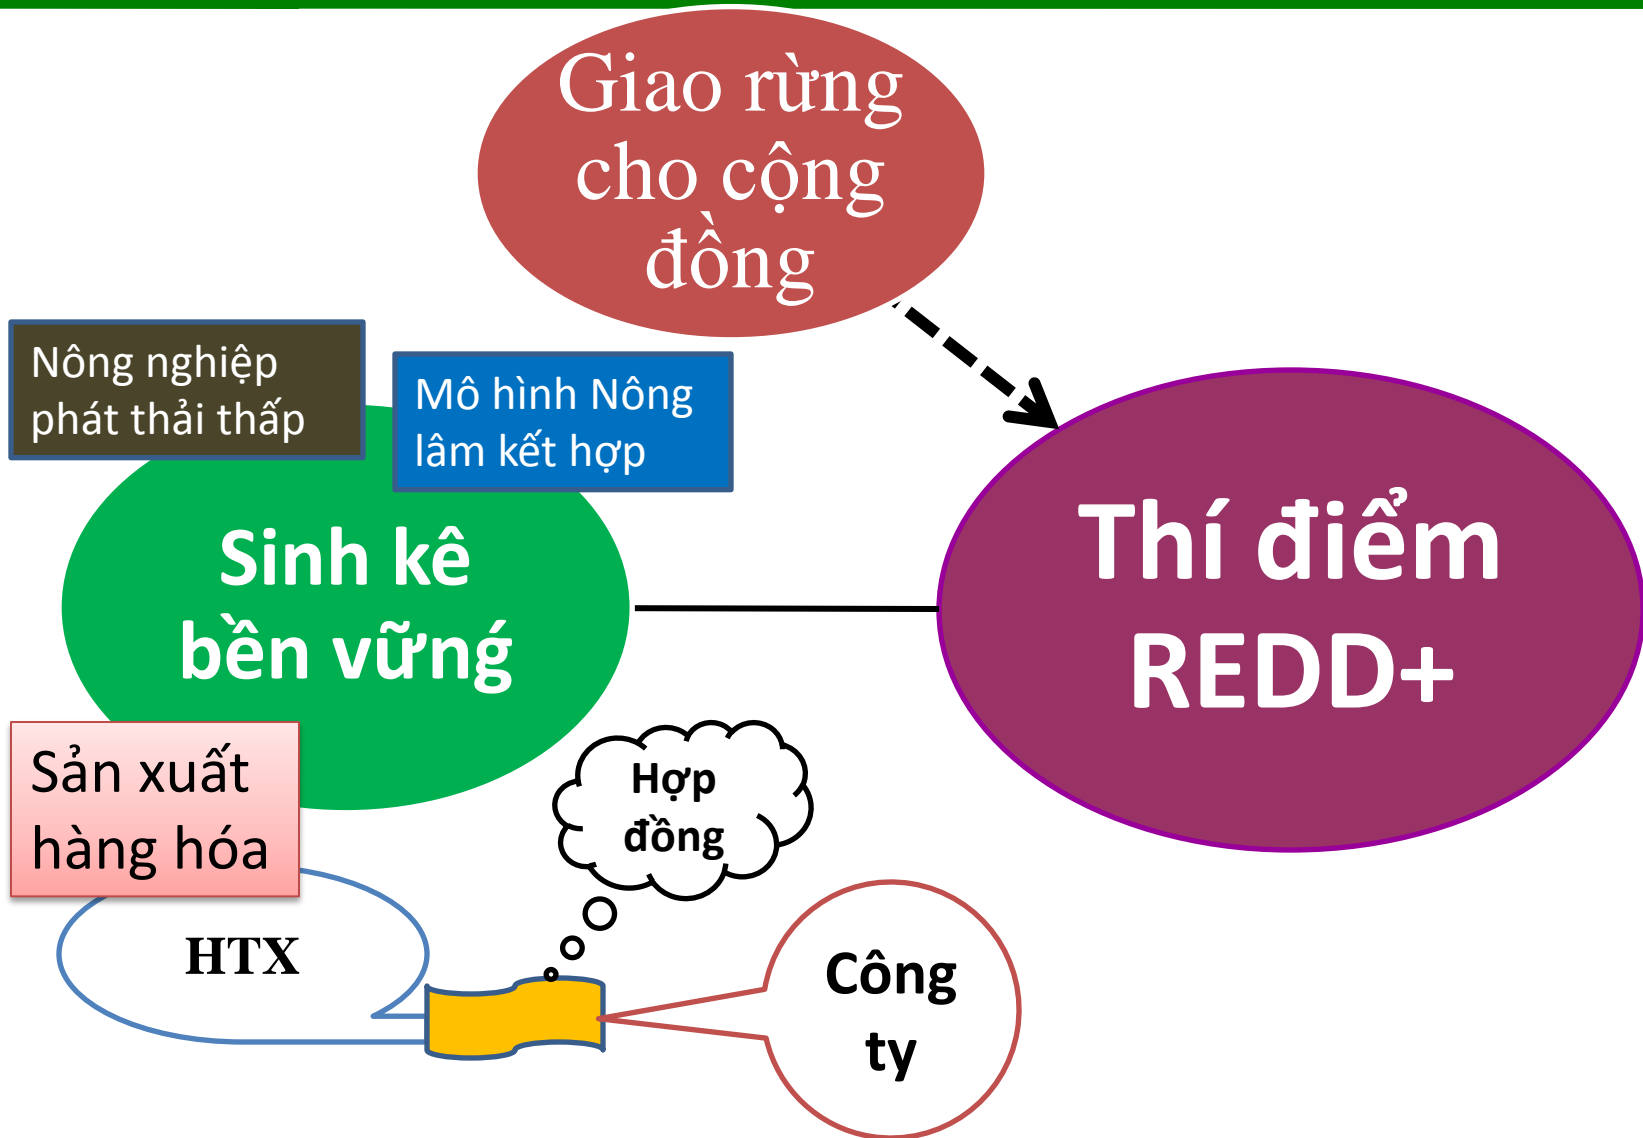 Giao rừng
cho cộng
đồng
Nông nghiệp
phát thải thấp
Mô hình Nông
lâm kết hợp
Sinh kê
bền vữnǵ
Thí điểm
REDD+
Sản xuất
hàng hóa
Hợp
đồng
HTX
Công
ty